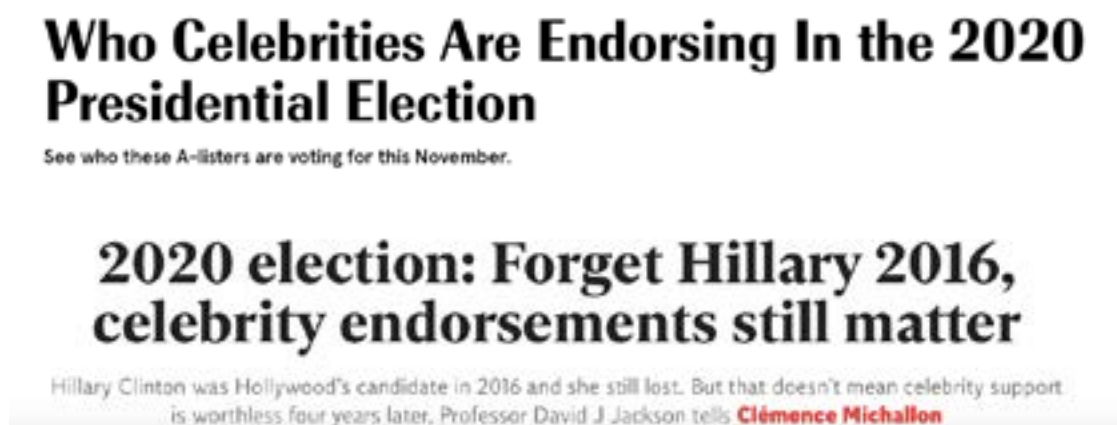 Who Celebrities Are Endorsing In the 2020
Presidential Election
See who these A-listers are voting for this November.
2020 election: Forget Hillary 2016,
celebrity endorsements still matter
Hillary Clinton was Hollywood's candidate in 2016 and she still lost. But that doesn't mean celebrity support
is worthless four years later, Professor David J Jackson tells Clémence Michallon